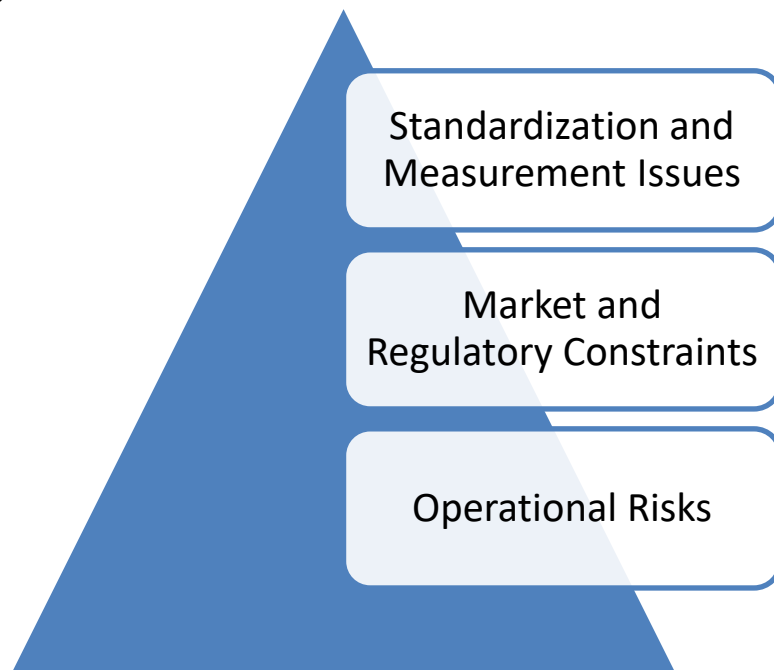 Standardization and
Measurement Issues
Market and
Regulatory Constraints
Operational Risks